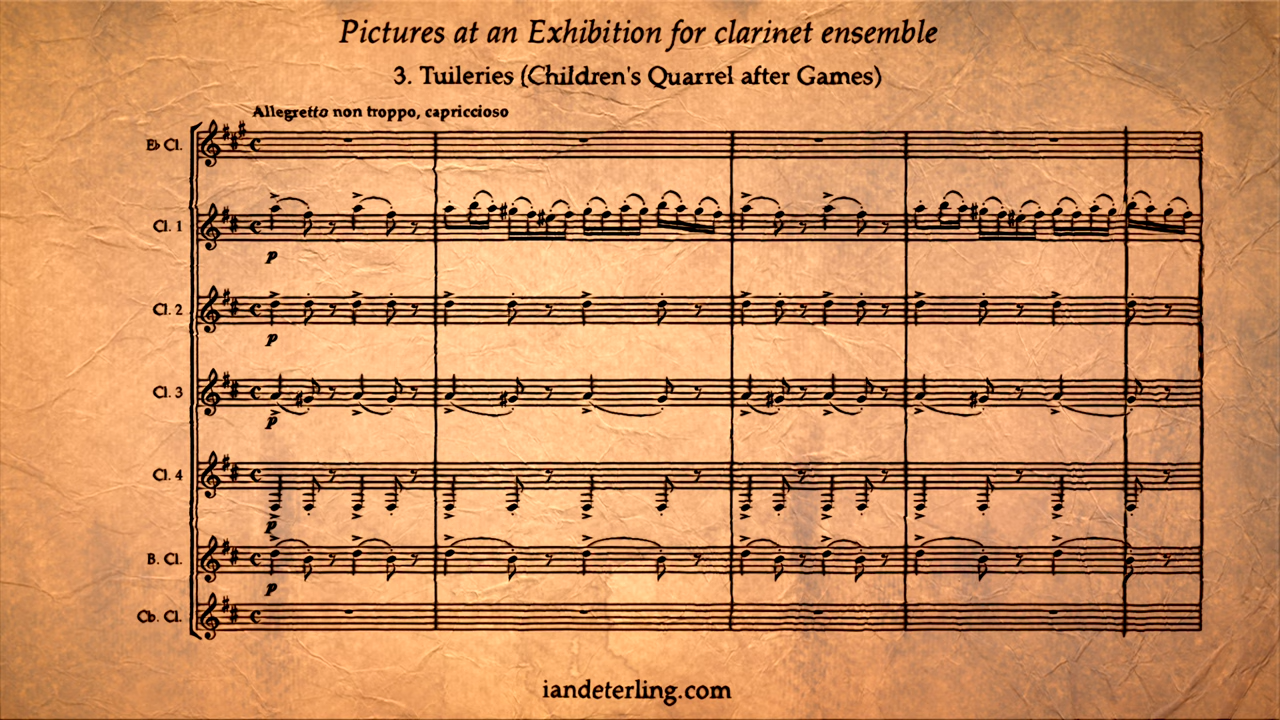 Pictures at an Exhibition for clarinet ensemble
3. Tuileries (Children's Quarrel after Games)
Allegretto non troppo, capriccioso
E♭ Cl.
Cl. 1
p
Cl. 2
p
Cl. 3
p
Cl. 4
p
B. Cl.
p
Cb. Cl.
iandeterling.com